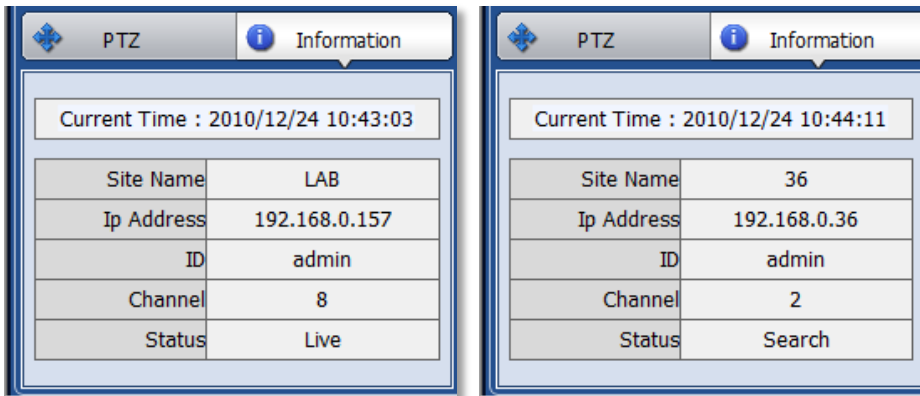 PTZ Information
Current Time : 2010/12/24 10:43:03
Site Name LAB
Ip Address 192.168.0.157
ID admin
Channel 8
Status Live
PTZ Information
Current Time : 2010/12/24 10:44:11
Site Name 36
Ip Address 192.168.0.36
ID admin
Channel 2
Status Search